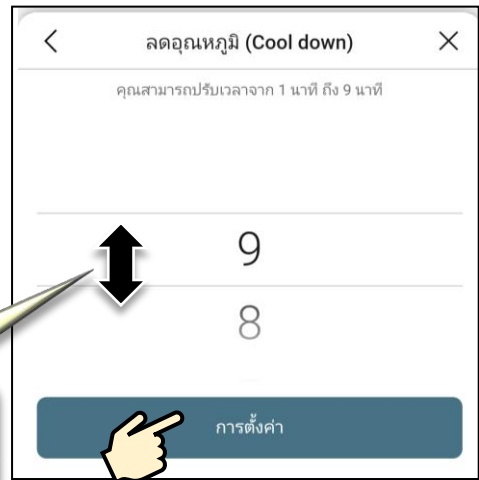 ลดอุณหภูมิ (Cool down)
คุณสามารถปรับเวลาจาก 1 นาที ถึง 9 นาที
9
8
การตั้งค่า